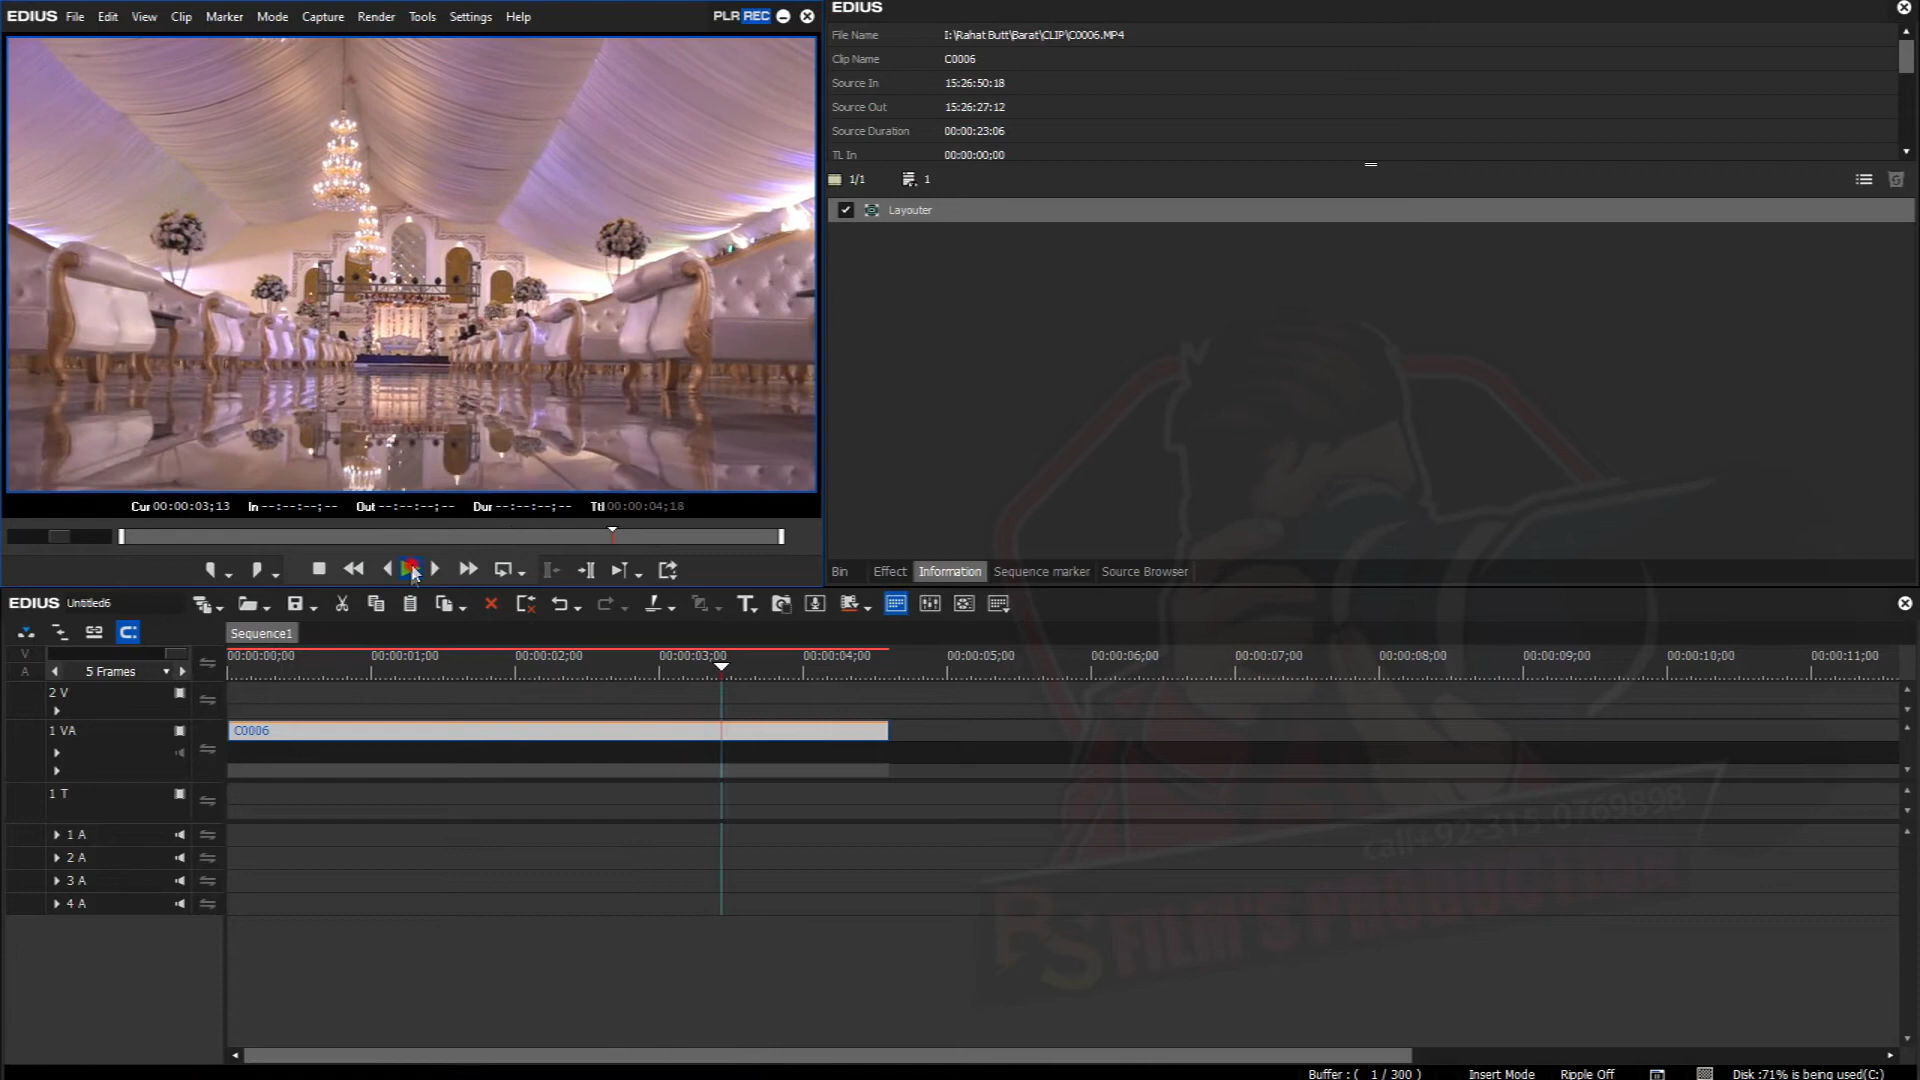 EDIUS File Edit View Clip Marker Mode Capture Render Tools Settings Help PLR REC
EDIUS
File Name I:\Rahat Butt\Barat\CLIP\C0006.MP4
Clip Name C0006
Source In 15:26:50:18
Source Out 15:26:27:12
Source Duration 00:00:23:06
TL In 00:00:00;00
1/1 1
Layouter
Cur 00:00:03;13 In --:--:--;-- Out --:--:--;-- Dur --:--:--;-- Ttl 00:00:04;18
Bin Effect Information Sequence marker Source Browser
EDIUS Untitled6
Sequence1
V
A
5 Frames
00:00:00;00 00:00:01;00 00:00:02;00 00:00:03;00 00:00:04;00 00:00:05;00 00:00:06;00 00:00:07;00 00:00:08;00 00:00:09;00 00:00:10;00 00:00:11;00
2 V
1 VA
C0006
1 T
1 A
2 A
3 A
4 A
call+92-315-0769898
RS FILM'S PRODUCTION
Buffer : ( 1 / 300 ) Insert Mode Ripple Off Disk :71% is being used(C:)